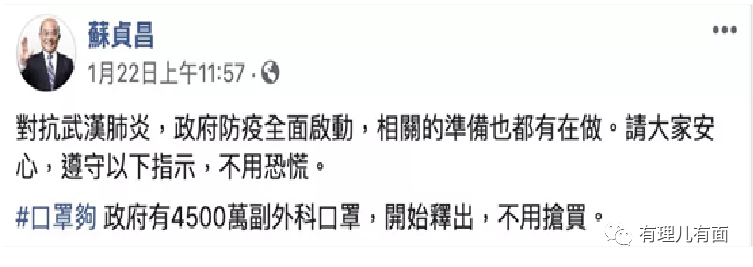 蘇貞昌
1月22日上午11:57 ·
對抗武漢肺炎，政府防疫全面啟動，相關的準備也都有在做。請大家安
心，遵守以下指示，不用恐慌。
#口罩夠 政府有4500萬副外科口罩，開始釋出，不用搶買。
有理儿有面